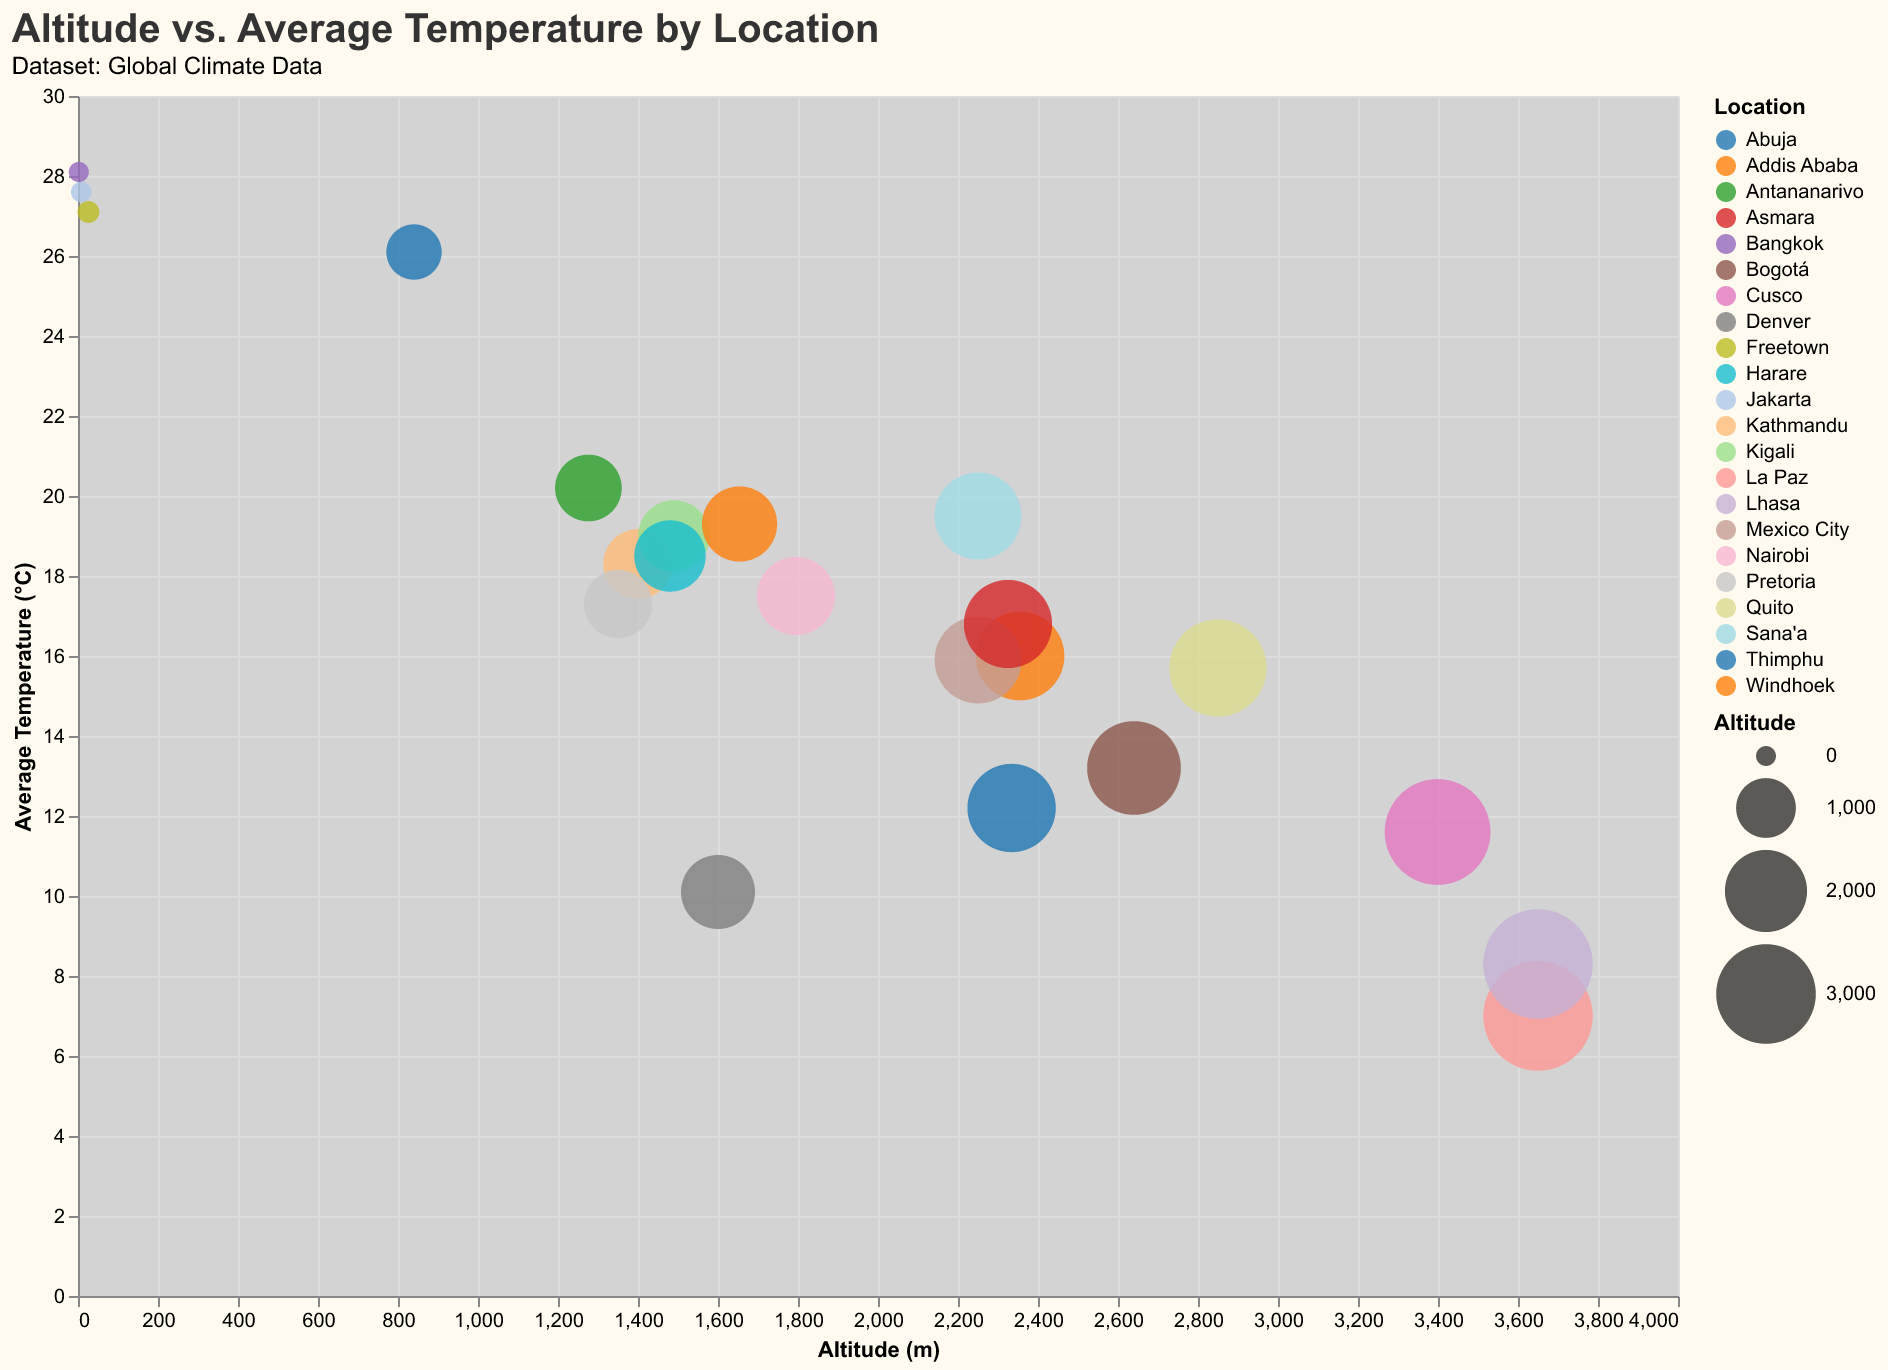 Altitude vs. Average Temperature by Location
Dataset: Global Climate Data
Average Temperature (°C)
30
28
26
24
22
20
18
16
14
12
10
8
6
4
2
0
0 200 400 600 800 1,000 1,200 1,400 1,600 1,800 2,000 2,200 2,400 2,600 2,800 3,000 3,200 3,400 3,600 3,800 4,000
Altitude (m)
Location
Abuja
Addis Ababa
Antananarivo
Asmara
Bangkok
Bogotá
Cusco
Denver
Freetown
Harare
Jakarta
Kathmandu
Kigali
La Paz
Lhasa
Mexico City
Nairobi
Pretoria
Quito
Sana'a
Thimphu
Windhoek
Altitude
0
1,000
2,000
3,000